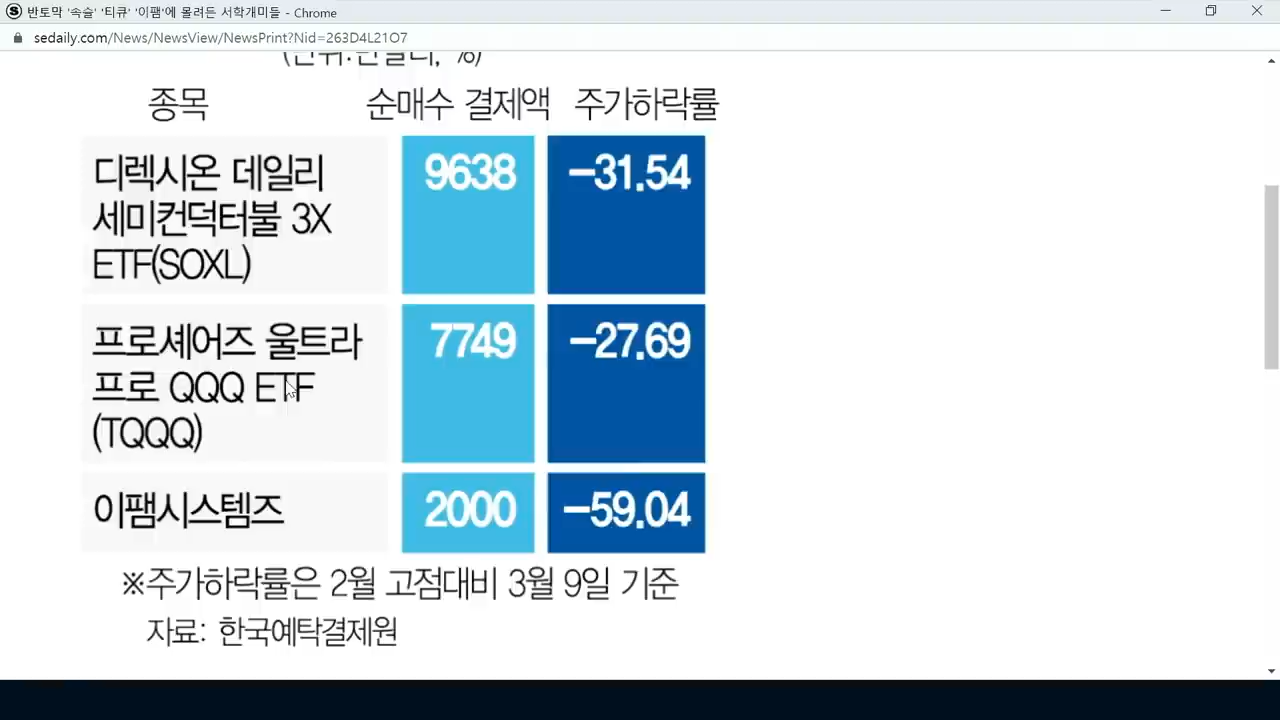 반토막 '속슬' '티큐' '이팸'에 몰려든 서학개미들 - Chrome
sedaily.com/News/NewsView/NewsPrint?Nid=263D4L21O7
(단위:만달러, %)
종목 순매수 결제액 주가하락률
디렉시온 데일리
세미컨덕터불 3X
ETF(SOXL)
9638 -31.54
프로셰어즈 울트라
프로 QQQ ETF
(TQQQ)
7749 -27.69
이팸시스템즈 2000 -59.04
※주가하락률은 2월 고점대비 3월 9일 기준
자료: 한국예탁결제원